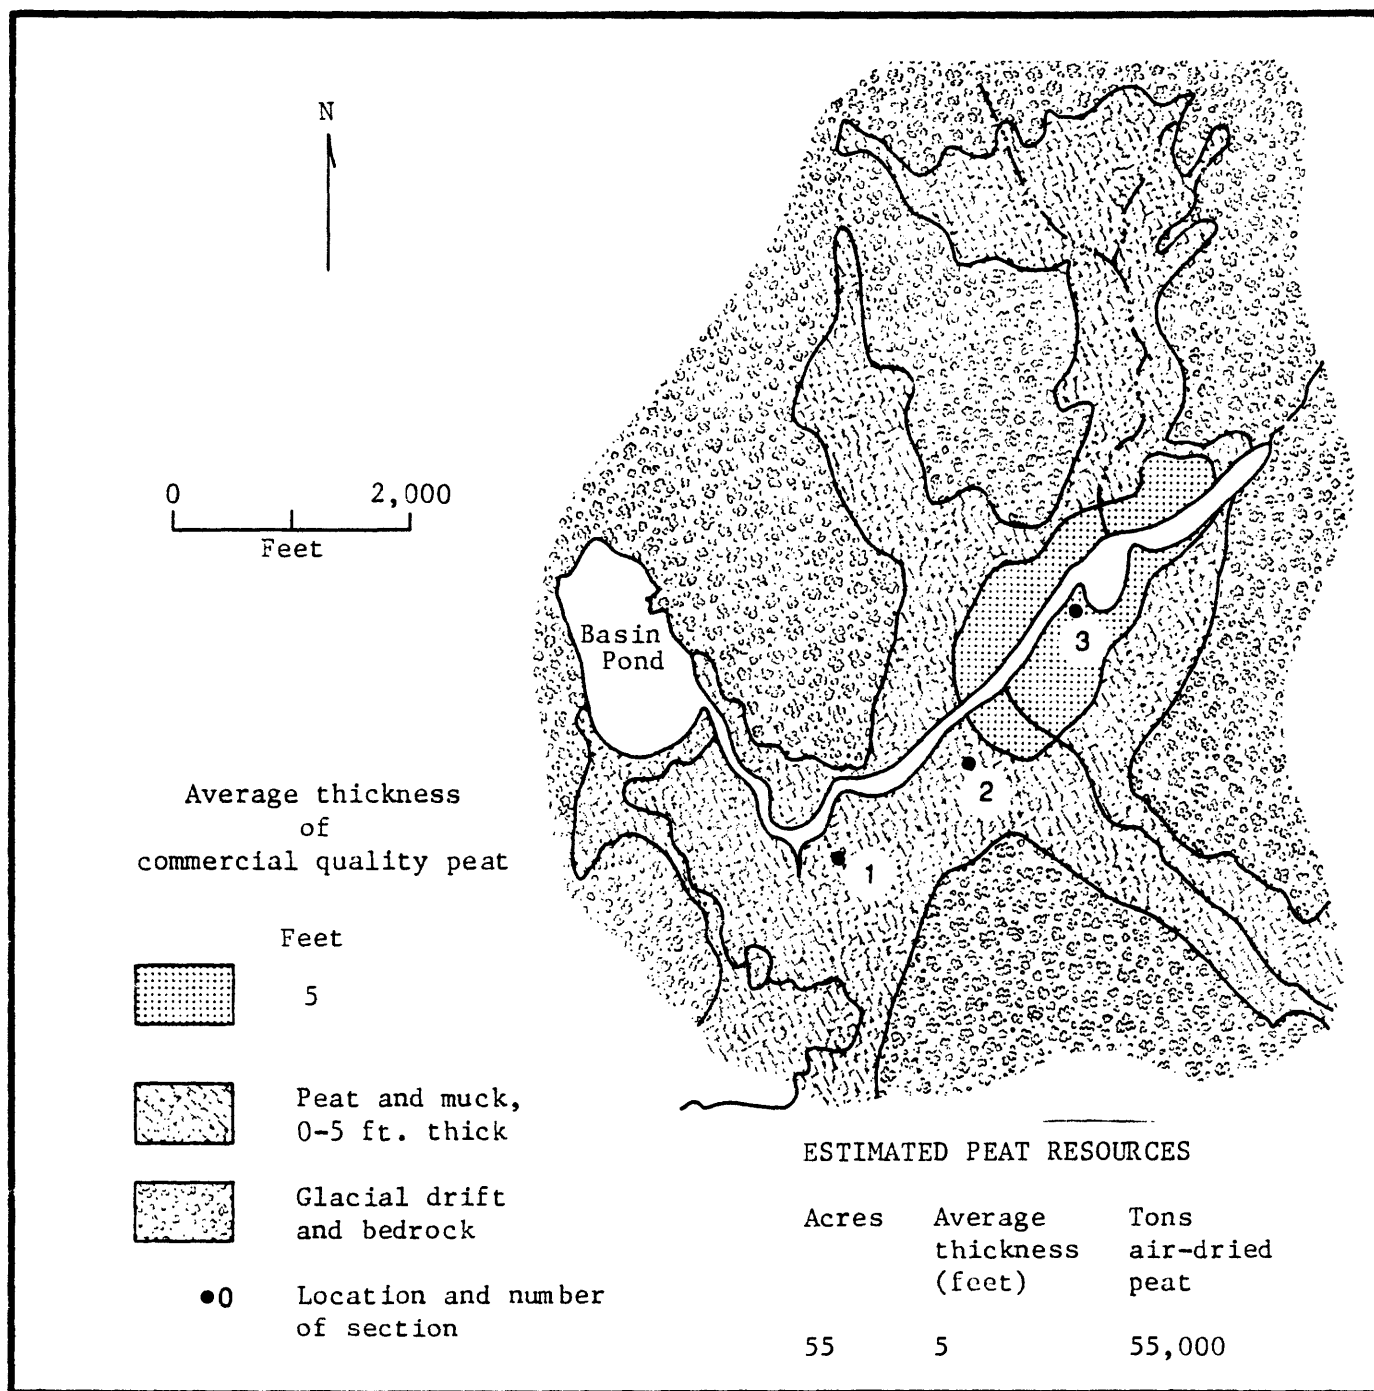 N
0 2,000
Feet
Basin
Pond
3
2
1
Average thickness
of
commercial quality peat
Feet
5
Peat and muck,
0-5 ft. thick
Glacial drift
and bedrock
●0 Location and number
of section
ESTIMATED PEAT RESOURCES
Acres Average Tons
thickness air-dried
(feet) peat
55 5 55,000